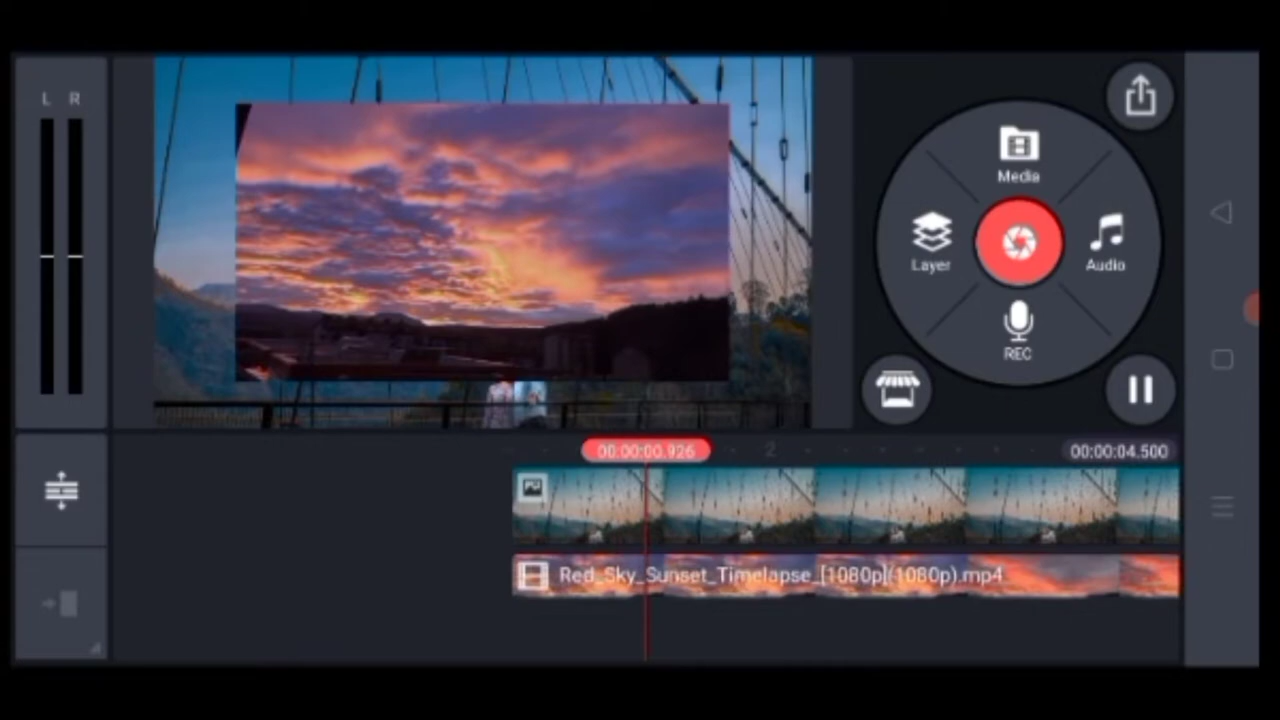 L R
Media
Layer
Audio
REC
00:00:00.926
2
00:00:04.500
Red_Sky_Sunset_Timelapse_[1080p](1080p).mp4